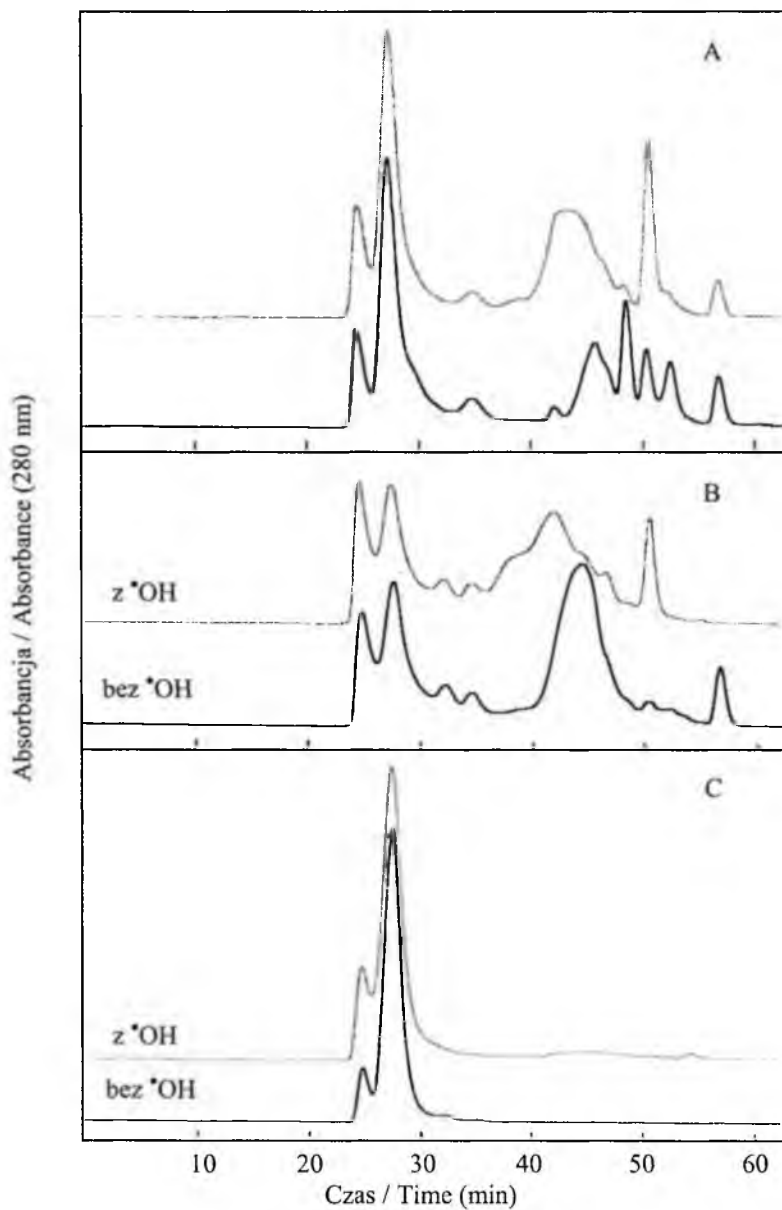 A
B
z •OH
bez •OH
C
z •OH
bez •OH
10 20 30 40 50 60
Czas / Time (min)
Absorbancja / Absorbance (280 nm)